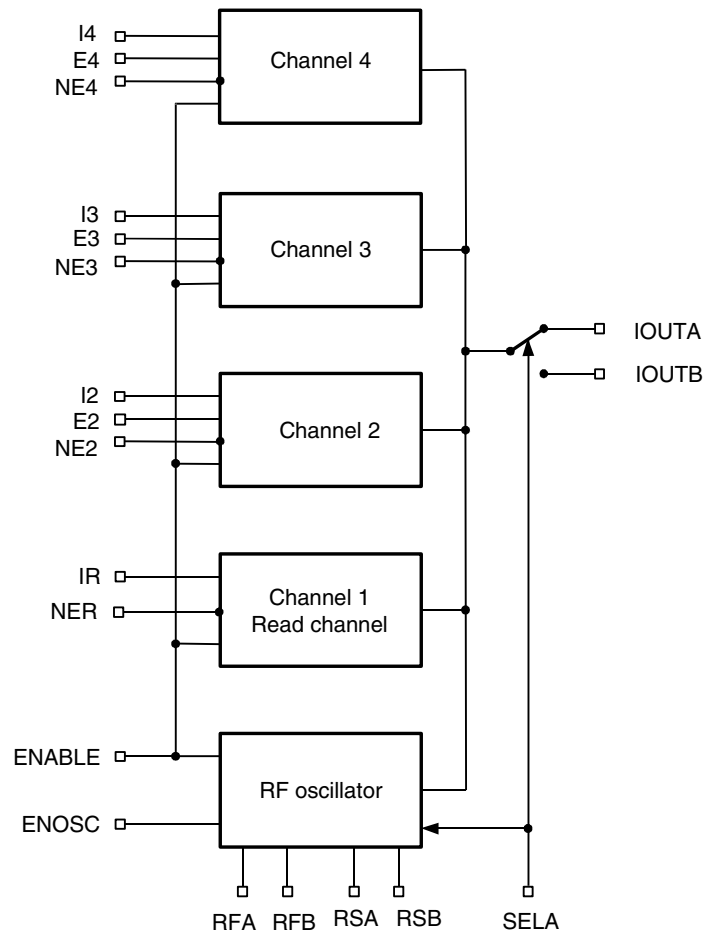 I4
E4
NE4
Channel 4
I3
E3
NE3
Channel 3
IOUTA
IOUTB
I2
E2
NE2
Channel 2
IR
NER
Channel 1
Read channel
ENABLE
ENOSC
RF oscillator
RFA
RFB
RSA
RSB
SELA